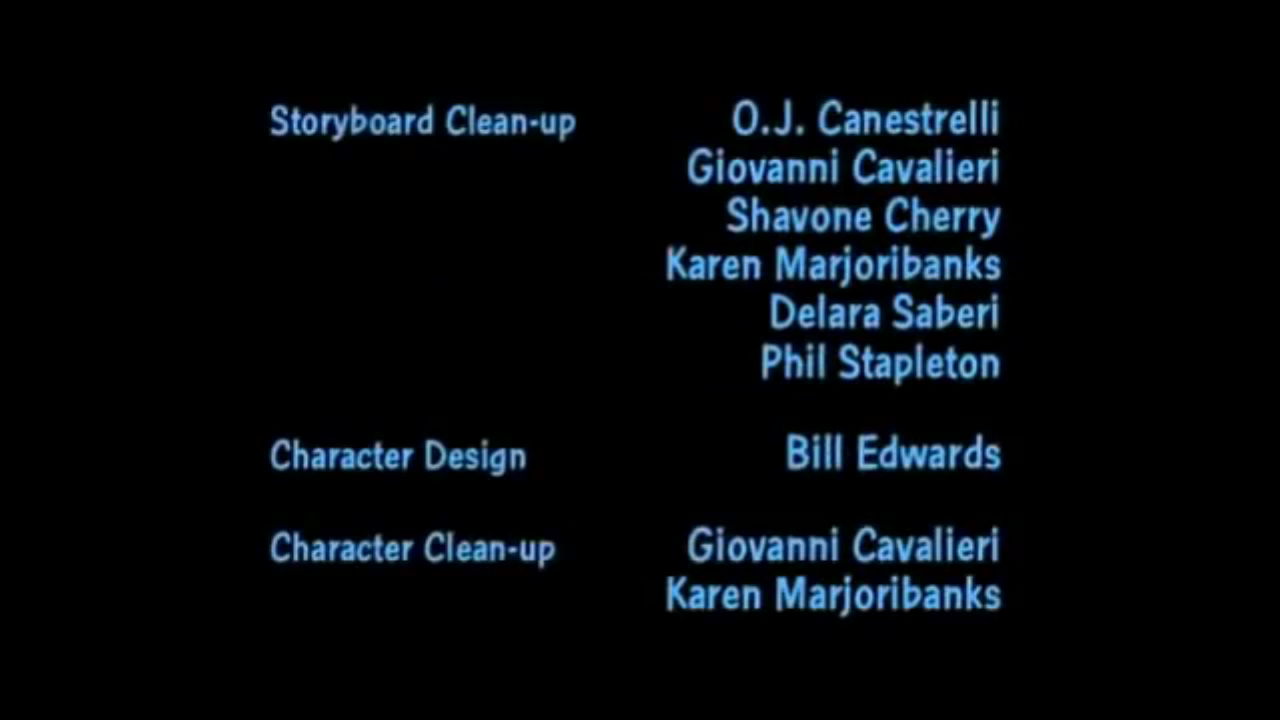 Storyboard Clean-up O.J. Canestrelli
Giovanni Cavalieri
Shavone Cherry
Karen Marjoribanks
Delara Saberi
Phil Stapleton
Character Design Bill Edwards
Character Clean-up Giovanni Cavalieri
Karen Marjoribanks